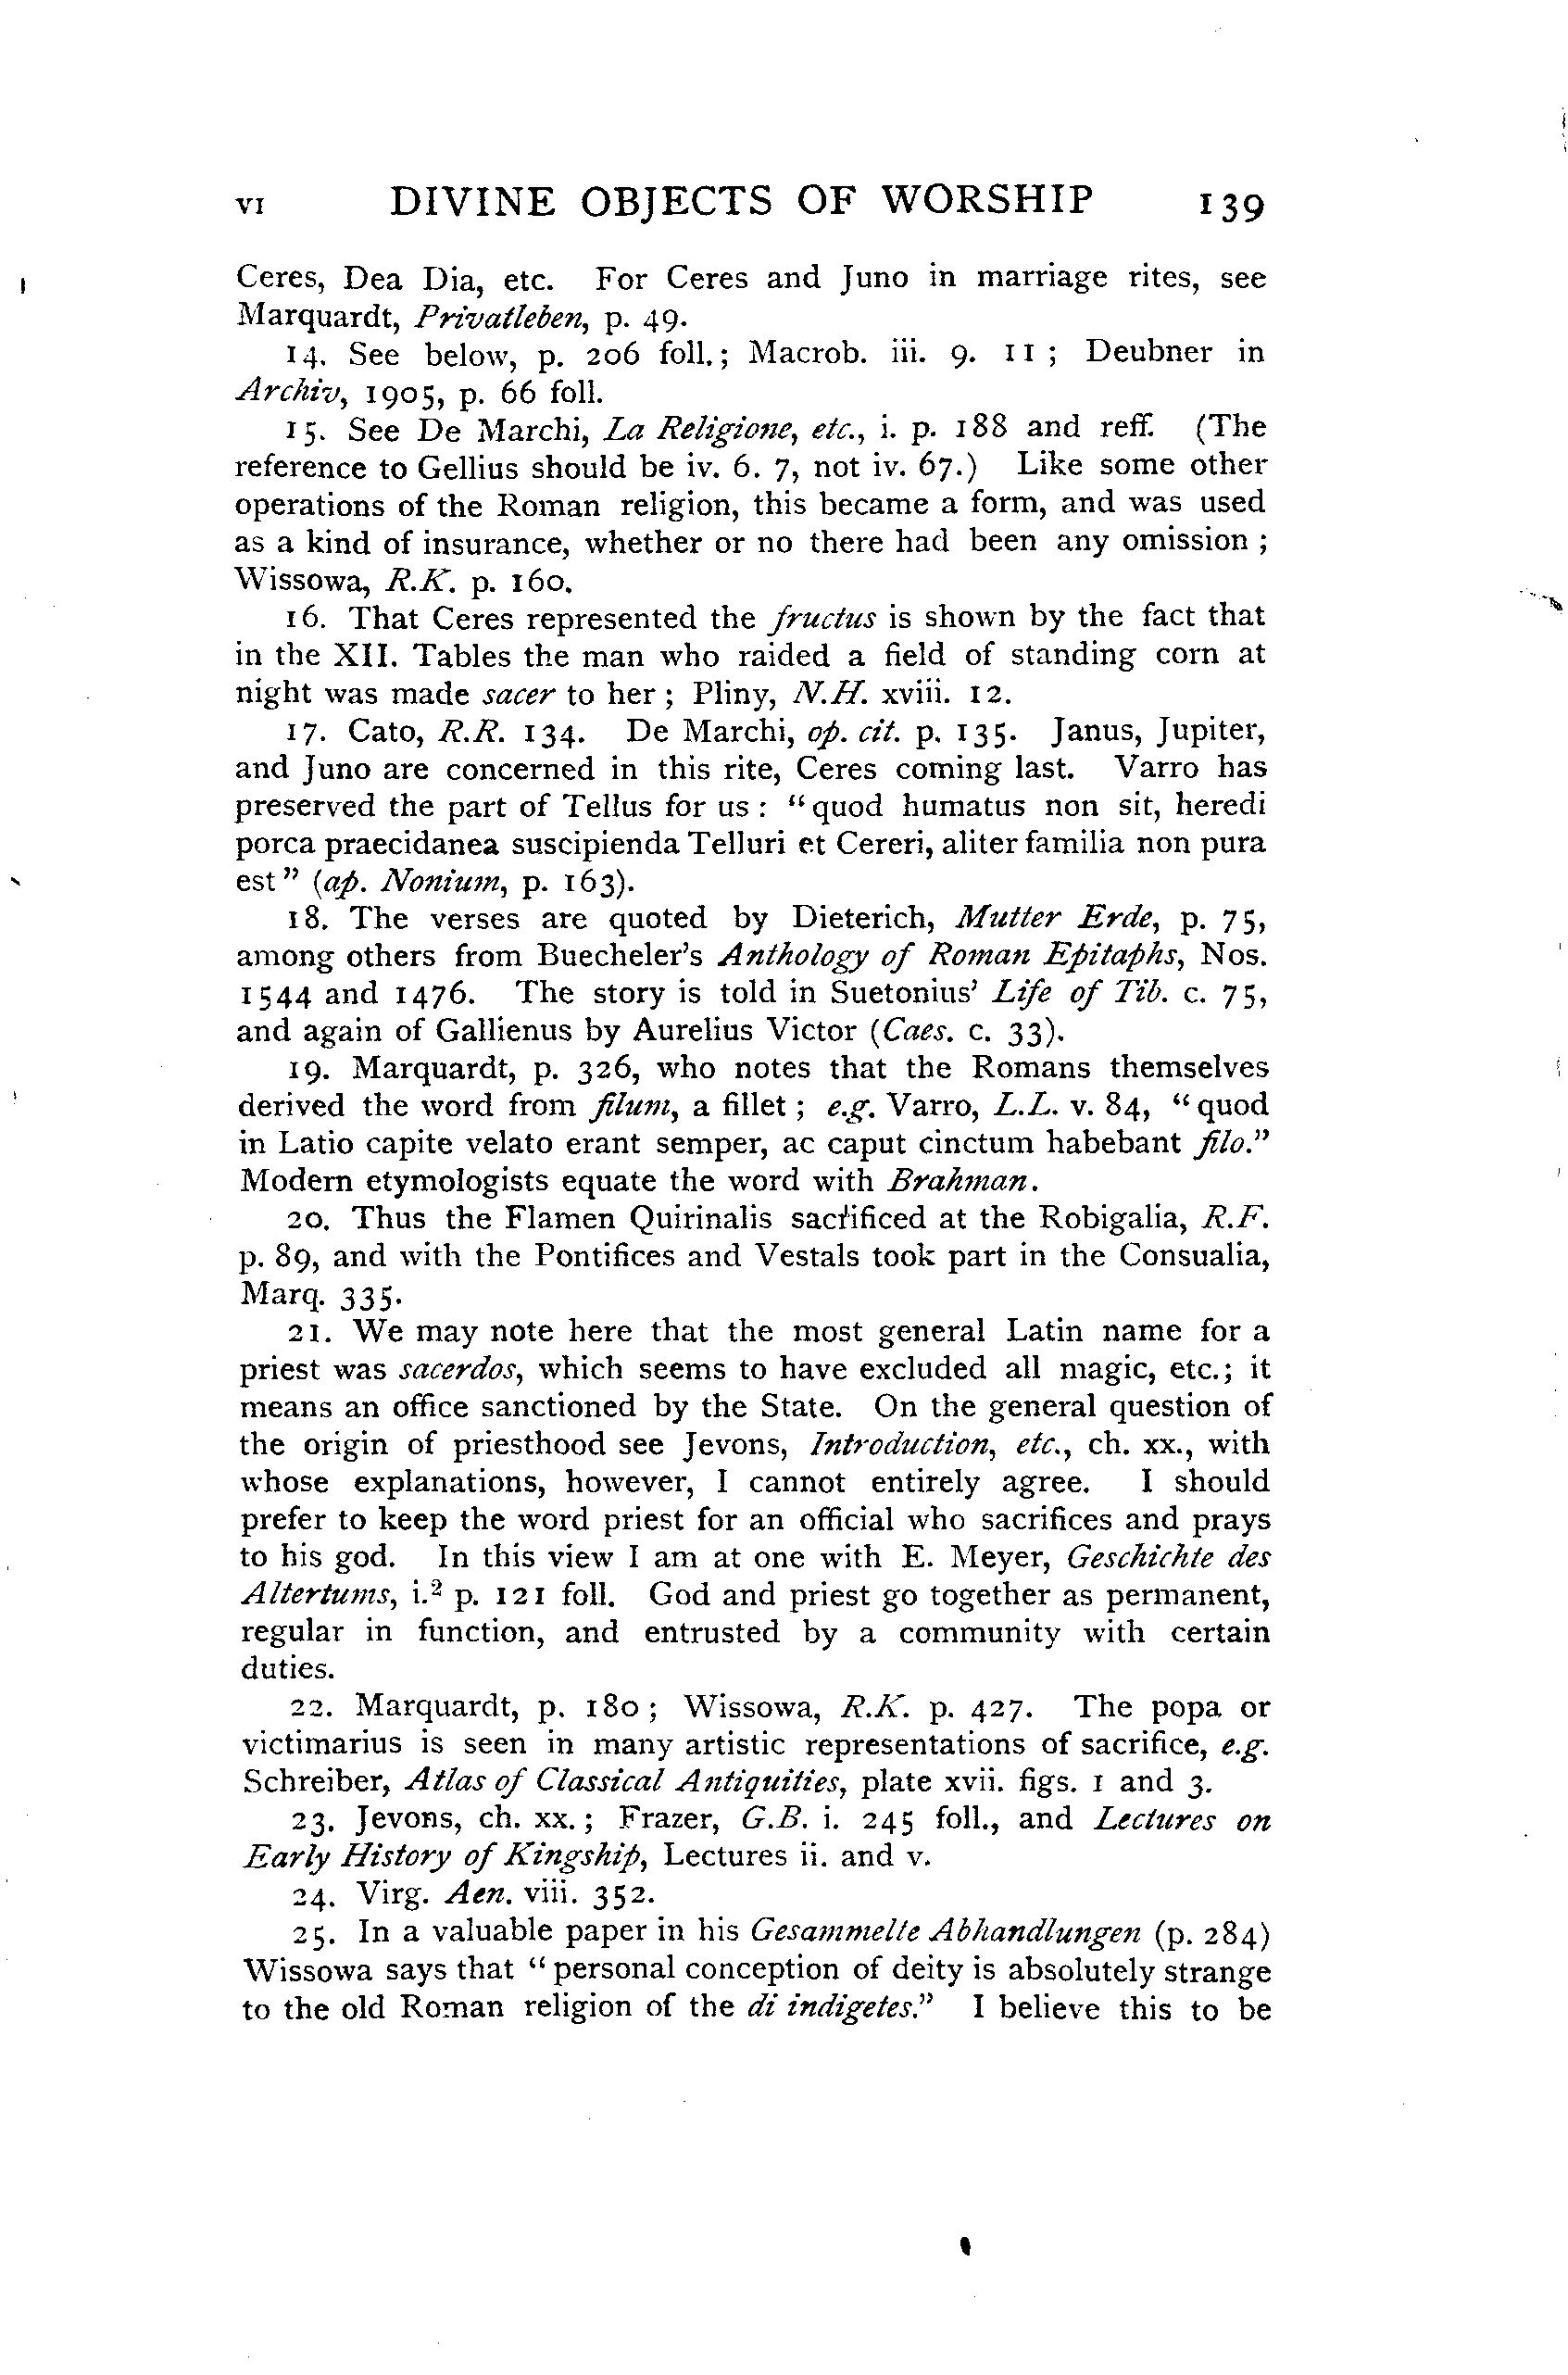 VI DIVINE OBJECTS OF WORSHIP 139
Ceres, Dea Dia, etc. For Ceres and Juno in marriage rites, see
Marquardt, Privatleben, p. 49.
14. See below, p. 206 foll.; Macrob. iii. 9. 11; Deubner in
Archiv, 1905, p. 66 foll.
15. See De Marchi, La Religione, etc., i. p. 188 and reff. (The
reference to Gellius should be iv. 6. 7, not iv. 67.) Like some other
operations of the Roman religion, this became a form, and was used
as a kind of insurance, whether or no there had been any omission;
Wissowa, R.K. p. 160.
16. That Ceres represented the fructus is shown by the fact that
in the XII. Tables the man who raided a field of standing corn at
night was made sacer to her; Pliny, N.H. xviii. 12.
17. Cato, R.R. 134. De Marchi, op. cit. p. 135. Janus, Jupiter,
and Juno are concerned in this rite, Ceres coming last. Varro has
preserved the part of Tellus for us: "quod humatus non sit, heredi
porca praecidanea suscipienda Telluri et Cereri, aliter familia non pura
est" (ap. Nonium, p. 163).
18. The verses are quoted by Dieterich, Mutter Erde, p. 75,
among others from Buecheler's Anthology of Roman Epitaphs, Nos.
1544 and 1476. The story is told in Suetonius' Life of Tib. c. 75,
and again of Gallienus by Aurelius Victor (Caes. c. 33).
19. Marquardt, p. 326, who notes that the Romans themselves
derived the word from filum, a fillet; e.g. Varro, L.L. v. 84, "quod
in Latio capite velato erant semper, ac caput cinctum habebant filo."
Modern etymologists equate the word with Brahman.
20. Thus the Flamen Quirinalis sacrificed at the Robigalia, R.F.
p. 89, and with the Pontifices and Vestals took part in the Consualia,
Marq. 335.
21. We may note here that the most general Latin name for a
priest was sacerdos, which seems to have excluded all magic, etc.; it
means an office sanctioned by the State. On the general question of
the origin of priesthood see Jevons, Introduction, etc., ch. xx., with
whose explanations, however, I cannot entirely agree. I should
prefer to keep the word priest for an official who sacrifices and prays
to his god. In this view I am at one with E. Meyer, Geschichte des
Altertums, i.² p. 121 foll. God and priest go together as permanent,
regular in function, and entrusted by a community with certain
duties.
22. Marquardt, p. 180; Wissowa, R.K. p. 427. The popa or
victimarius is seen in many artistic representations of sacrifice, e.g.
Schreiber, Atlas of Classical Antiquities, plate xvii. figs. 1 and 3.
23. Jevons, ch. xx.; Frazer, G.B. i. 245 foll., and Lectures on
Early History of Kingship, Lectures ii. and v.
24. Virg. Aen. viii. 352.
25. In a valuable paper in his Gesammelte Abhandlungen (p. 284)
Wissowa says that "personal conception of deity is absolutely strange
to the old Roman religion of the di indigetes." I believe this to be